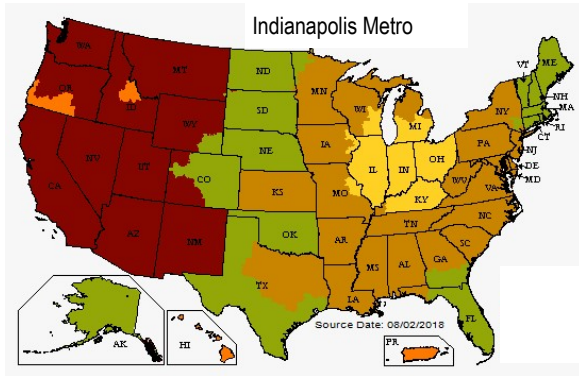 Indianapolis Metro
WA
MT
ND
MN
ME
VT
OR
ID
SD
WI
MI
NY
NH
MA
RI
CT
WY
IA
NE
PA
NJ
NV
UT
CO
IL
IN
OH
DE
MD
CA
KS
MO
KY
WV
VA
AZ
NM
OK
AR
TN
NC
SC
TX
LA
MS
AL
GA
FL
Source Date: 08/02/2018
AK
HI
PR